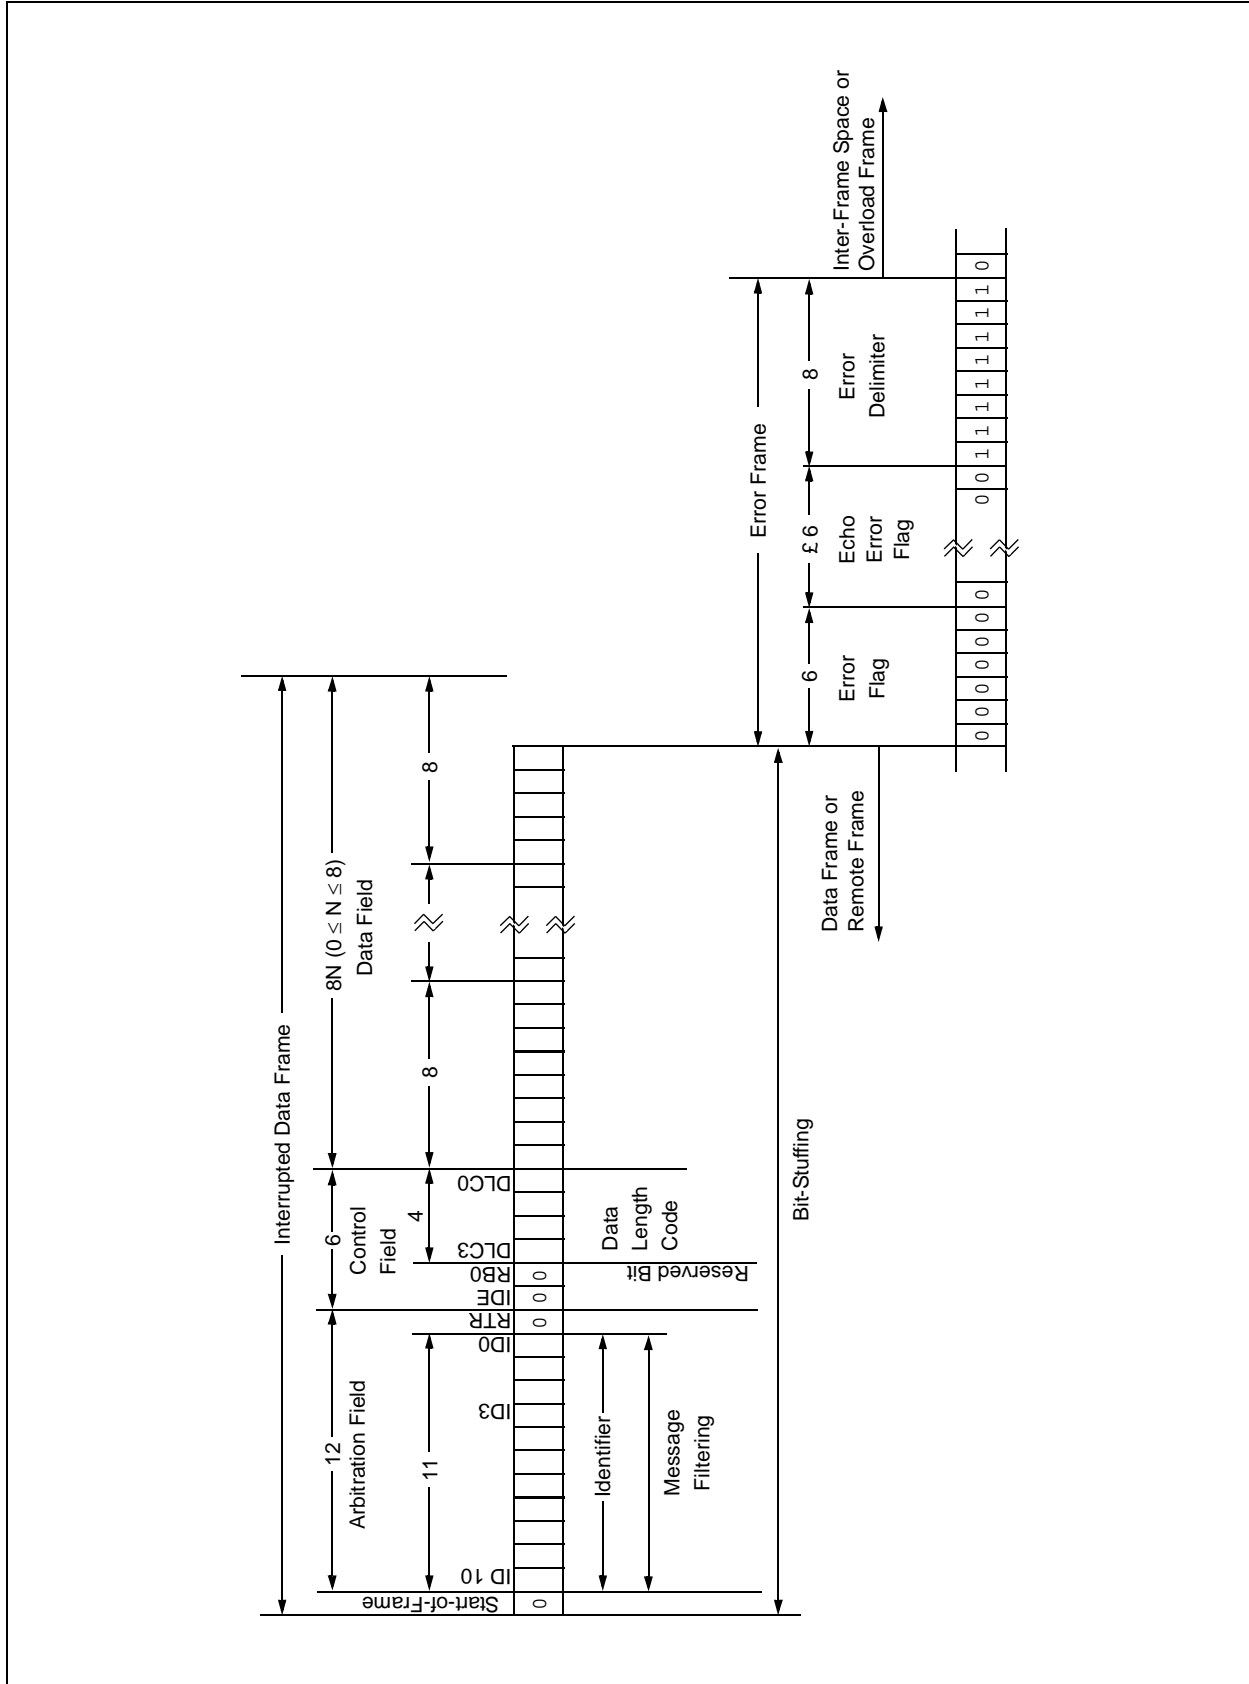 Interrupted Data Frame
12
Arbitration Field
6
Control
Field
8N (0 ≤ N ≤ 8)
Data Field
11
4
8
8
Start-of-Frame
ID 10
ID3
ID0
RTR
IDE
RB0
DLC3
DLC0
0
0
0
0
Identifier
Message
Filtering
Reserved Bit
Data
Length
Code
Bit-Stuffing
Data Frame or
Remote Frame
Error Frame
6
Error
Flag
£ 6
Echo
Error
Flag
8
Error
Delimiter
Inter-Frame Space or
Overload Frame
0 0 0 0 0 0 0 0 0 1 1 1 1 1 1 1 1 0